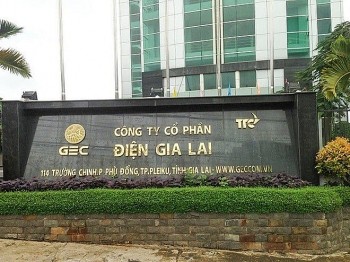 CÔNG TY CỔ PHẦN
GEC
ĐIỆN GIA LAI
TTC
114 TRƯỜNG CHINH, P. PHÙ ĐỔNG, TP.PLEIKU, TỈNH GIA LAI - WWW.GECCOM.VN